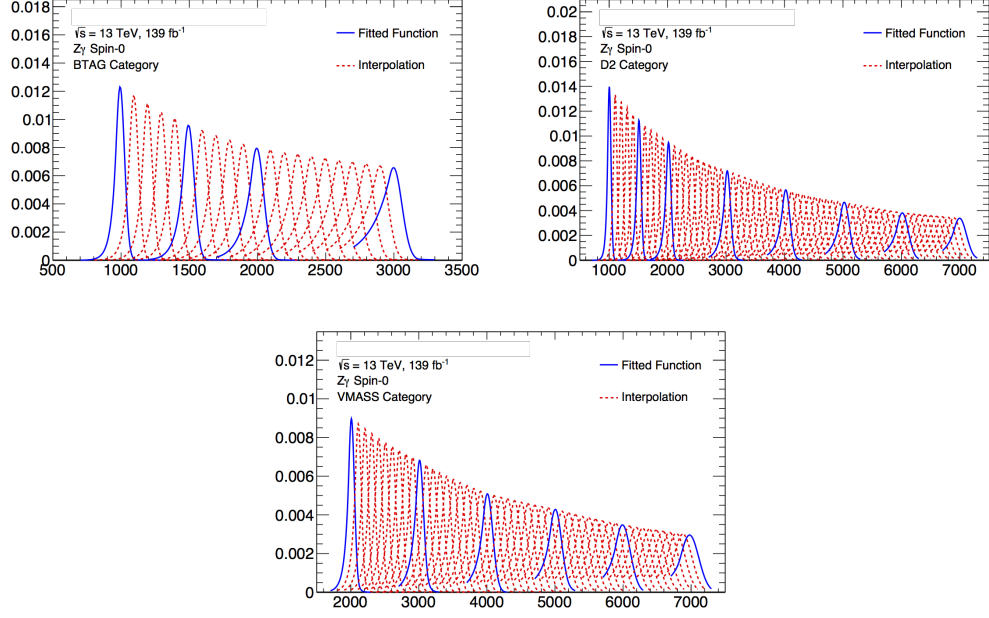 0.018
0.016
0.014
0.012
0.01
0.008
0.006
0.004
0.002
0
500 1000 1500 2000 2500 3000 3500
√s = 13 TeV, 139 fb⁻¹
Zγ Spin-0
BTAG Category
Fitted Function
Interpolation
0.02
0.018
0.016
0.014
0.012
0.01
0.008
0.006
0.004
0.002
0
1000 2000 3000 4000 5000 6000 7000
√s = 13 TeV, 139 fb⁻¹
Zγ Spin-0
D2 Category
Fitted Function
Interpolation
0.012
0.01
0.008
0.006
0.004
0.002
0
2000 3000 4000 5000 6000 7000
√s = 13 TeV, 139 fb⁻¹
Zγ Spin-0
VMASS Category
Fitted Function
Interpolation